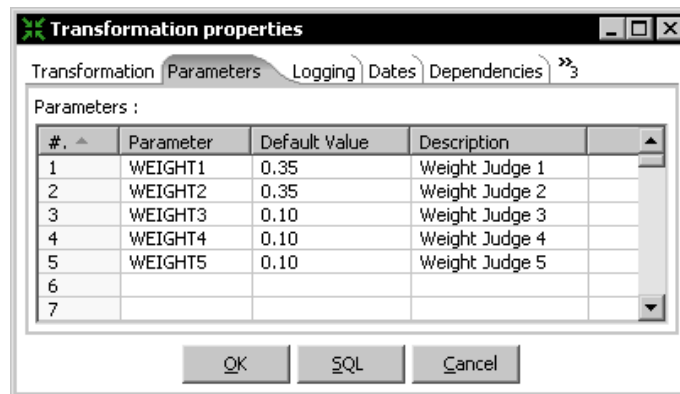 Transformation properties
Transformation Parameters Logging Dates Dependencies »3
Parameters :
#. Parameter Default Value Description
1 WEIGHT1 0.35 Weight Judge 1
2 WEIGHT2 0.35 Weight Judge 2
3 WEIGHT3 0.10 Weight Judge 3
4 WEIGHT4 0.10 Weight Judge 4
5 WEIGHT5 0.10 Weight Judge 5
6
7
OK SQL Cancel